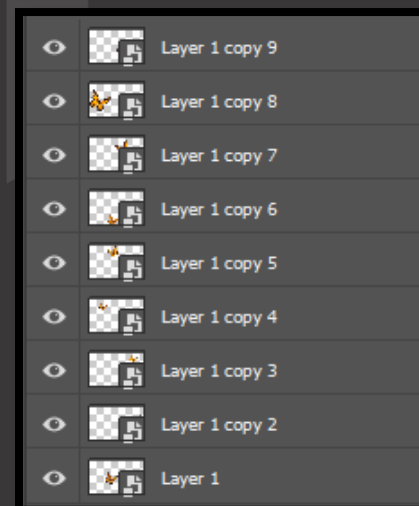 Layer 1 copy 9
Layer 1 copy 8
Layer 1 copy 7
Layer 1 copy 6
Layer 1 copy 5
Layer 1 copy 4
Layer 1 copy 3
Layer 1 copy 2
Layer 1